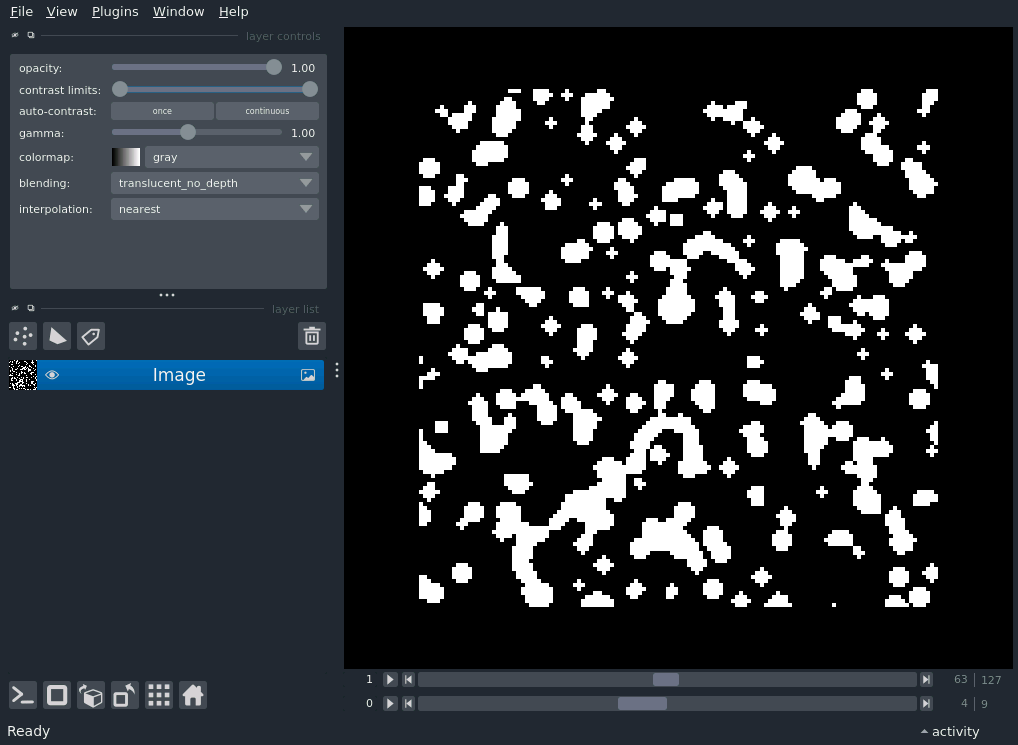 File View Plugins Window Help
layer controls
opacity: 1.00
contrast limits:
auto-contrast: once continuous
gamma: 1.00
colormap: gray
blending: translucent_no_depth
interpolation: nearest
layer list
Image
1 63 127
0 4 9
Ready activity